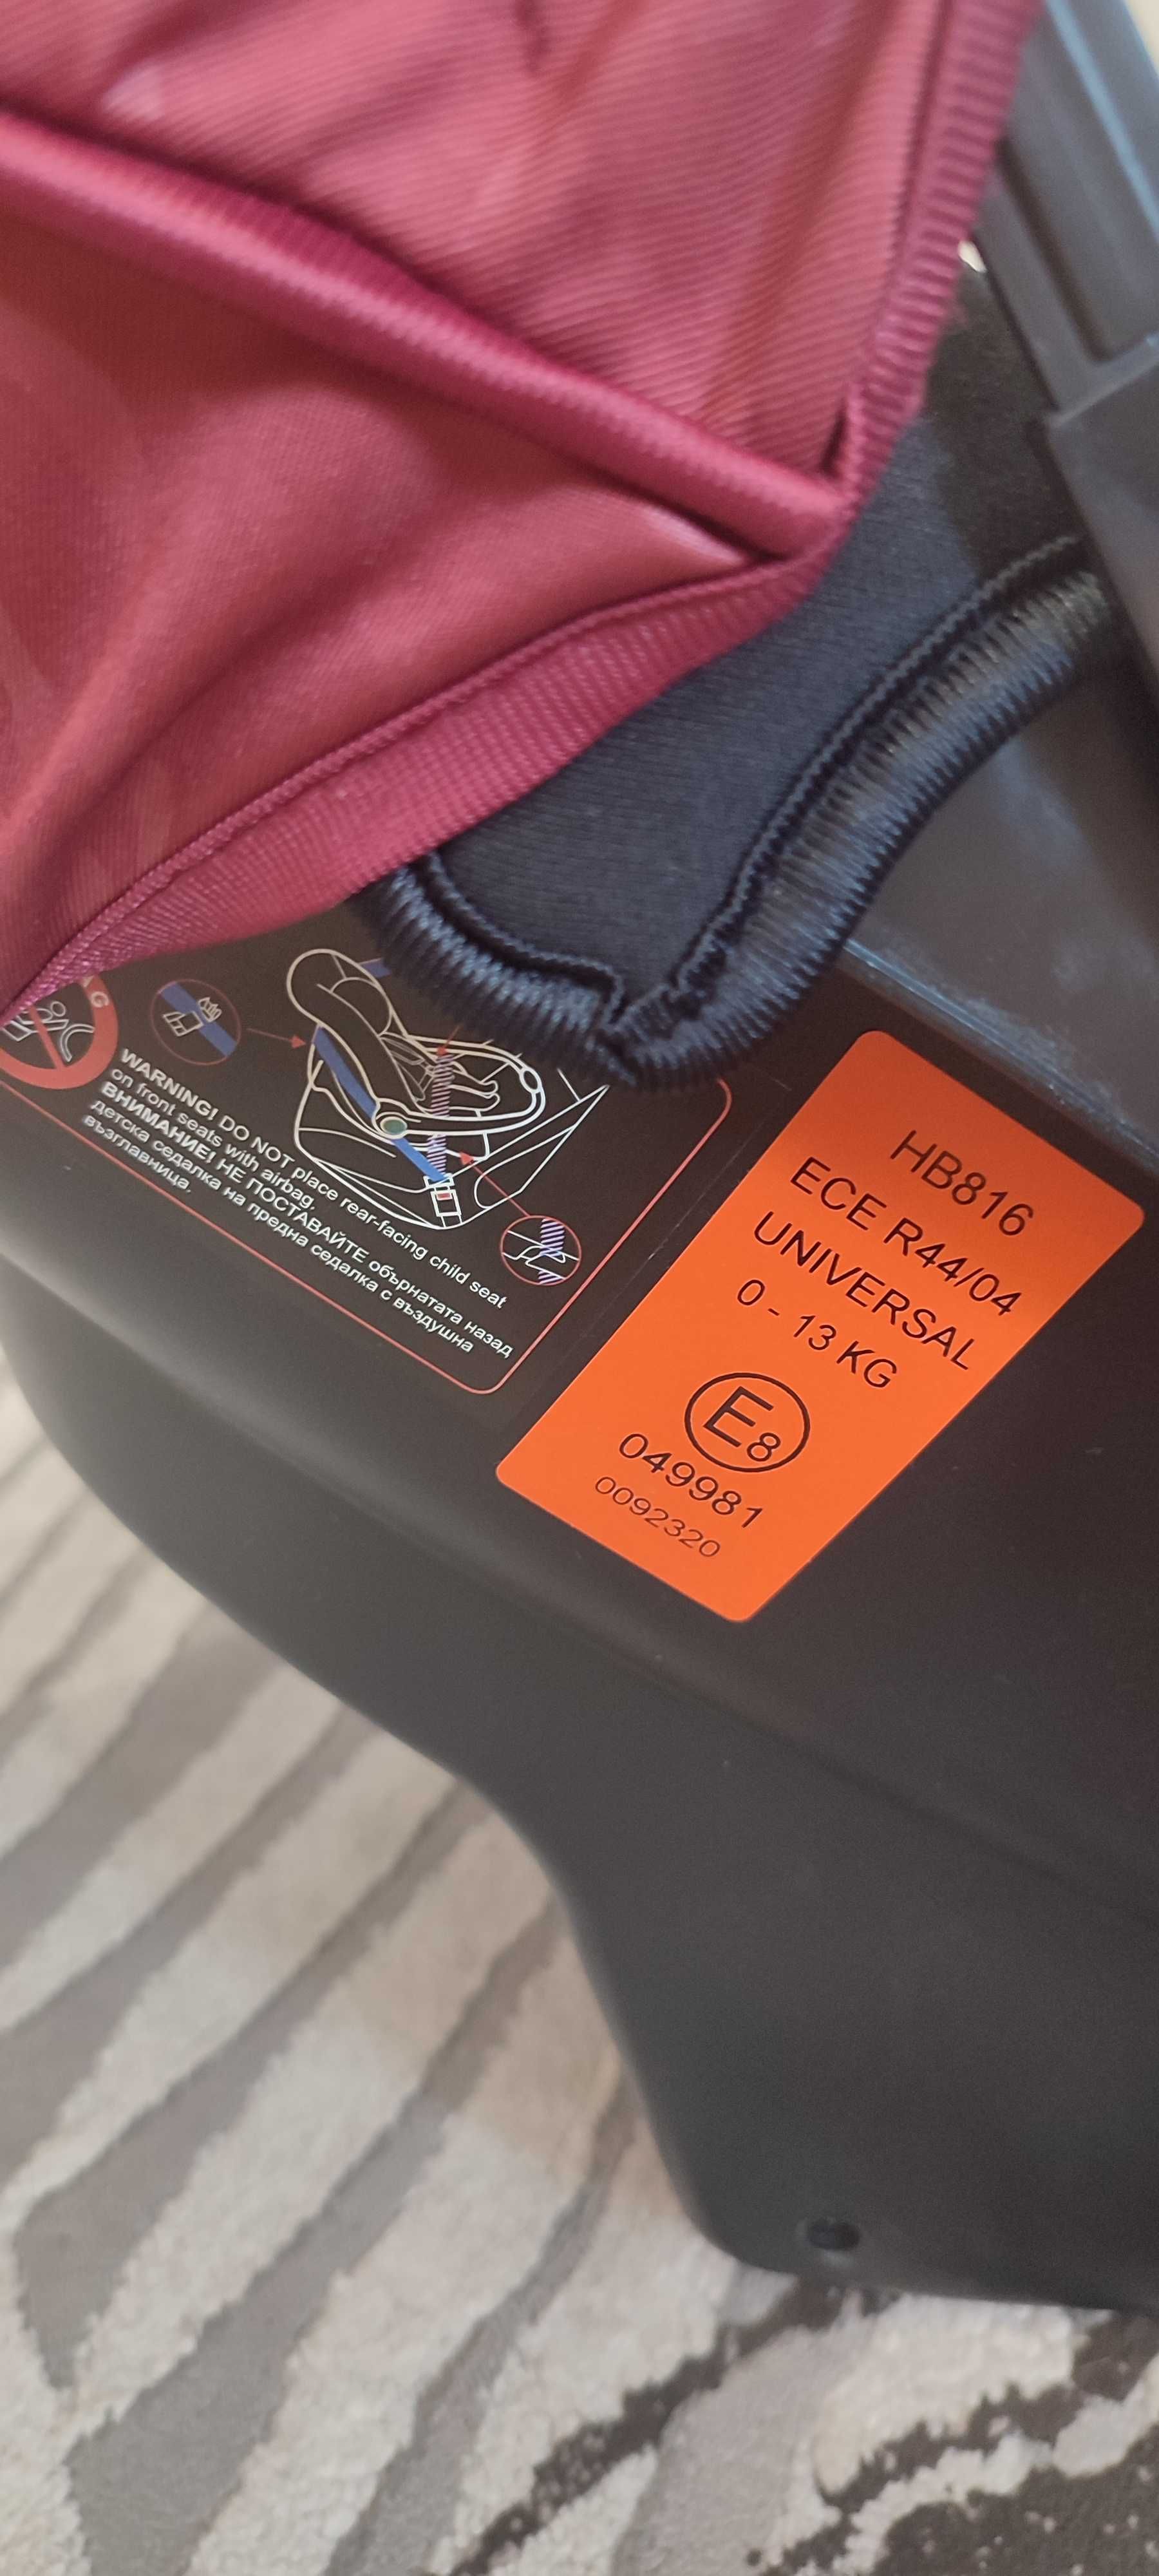 KG
WARNING! DO NOT place rear-facing child seat
on front seats with airbag.
ВНИМАНИЕ! НЕ ПОСТАВАЙТЕ обърнатата назад
детска седалка на предна седалка с въздушна
възглавница.
HB816
ECE R44/04
UNIVERSAL
0 - 13 KG
E8
049981
0092320